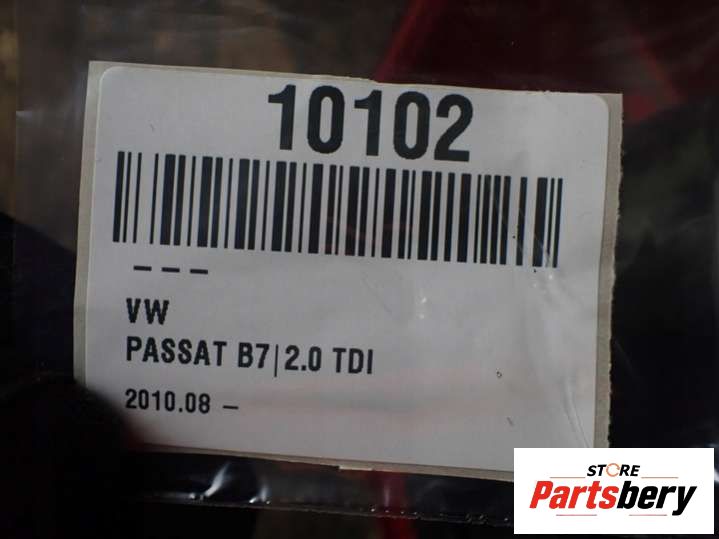 10102
– – –
VW
PASSAT B7|2.0 TDI
2010.08 –
STORE
Partsbery